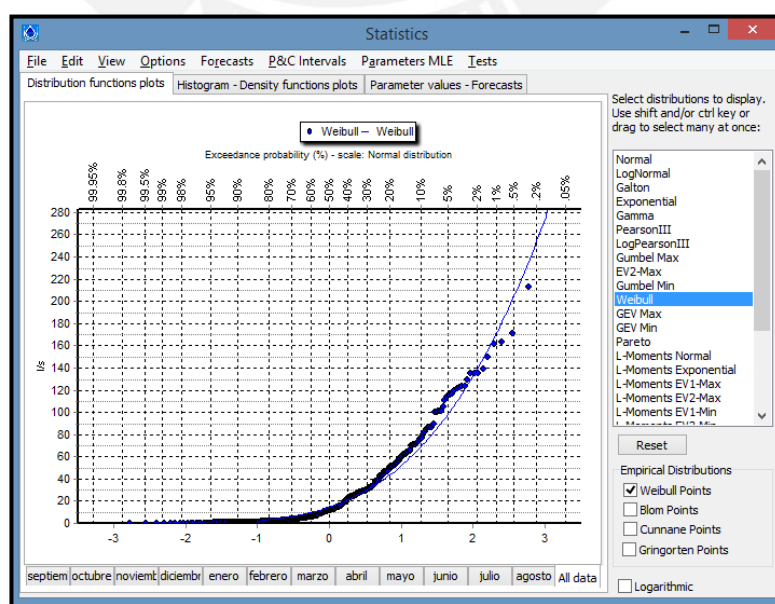 Statistics
File Edit View Options Forecasts P&C Intervals Parameters MLE Tests
Distribution functions plots Histogram - Density functions plots Parameter values - Forecasts
Weibull Weibull
Exceedance probability (%) - scale: Normal distribution
99.95% 99.8% 99.5% 99% 98% 95% 90% 80% 70% 60% 50% 40% 30% 20% 10% 5% 2% 1% .5% .2% .05%
280
260
240
220
200
180
160
140
120
100
80
60
40
20
0
l/s
-3 -2 -1 0 1 2 3
septiem octubre noviemb diciembr enero febrero marzo abril mayo junio julio agosto All data
Select distributions to display.
Use shift and/or ctrl key or
drag to select many at once:
Normal
LogNormal
Galton
Exponential
Gamma
PearsonIII
LogPearsonIII
Gumbel Max
EV2-Max
Gumbel Min
Weibull
GEV Max
GEV Min
Pareto
L-Moments Normal
L-Moments Exponential
L-Moments EV1-Max
L-Moments EV2-Max
L-Moments EV1-Min
L-Moments EV3-Min
Reset
Empirical Distributions
Weibull Points
Blom Points
Cunnane Points
Gringorten Points
Logarithmic